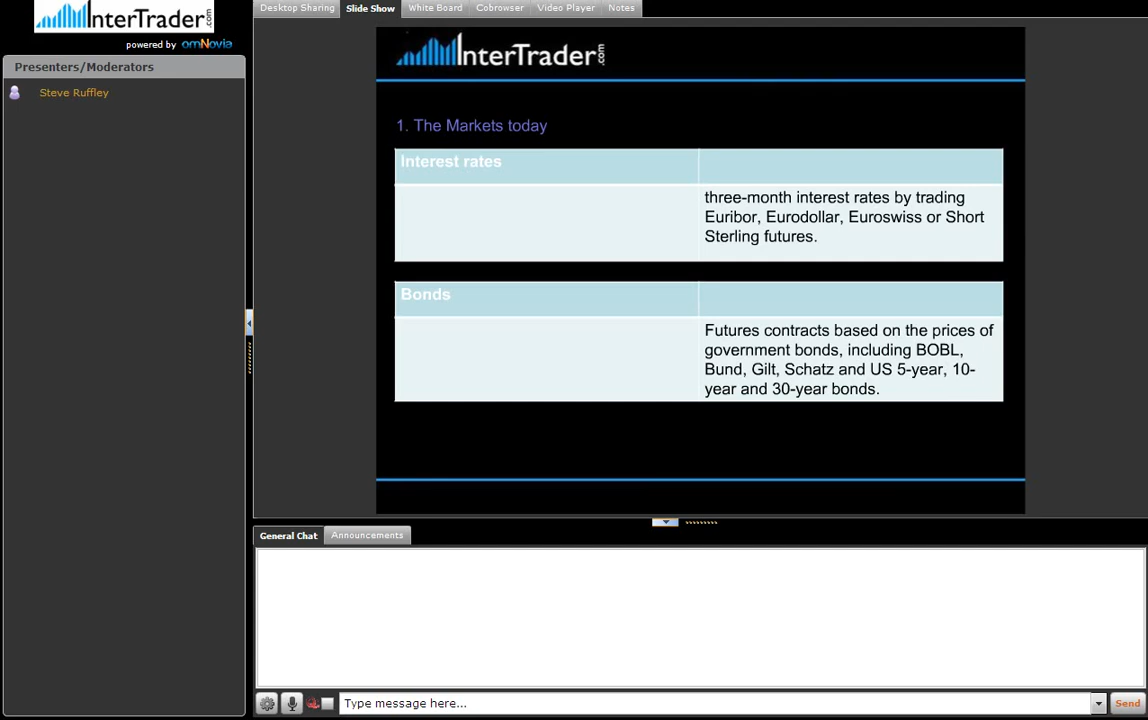 InterTrader.com
powered by omNovia
Presenters/Moderators
Steve Ruffley
Desktop Sharing
Slide Show
White Board
Cobrowser
Video Player
Notes
InterTrader.com
1. The Markets today
Interest rates
three-month interest rates by trading
Euribor, Eurodollar, Euroswiss or Short
Sterling futures.
Bonds
Futures contracts based on the prices of
government bonds, including BOBL,
Bund, Gilt, Schatz and US 5-year, 10-
year and 30-year bonds.
General Chat
Announcements
Type message here...
Send